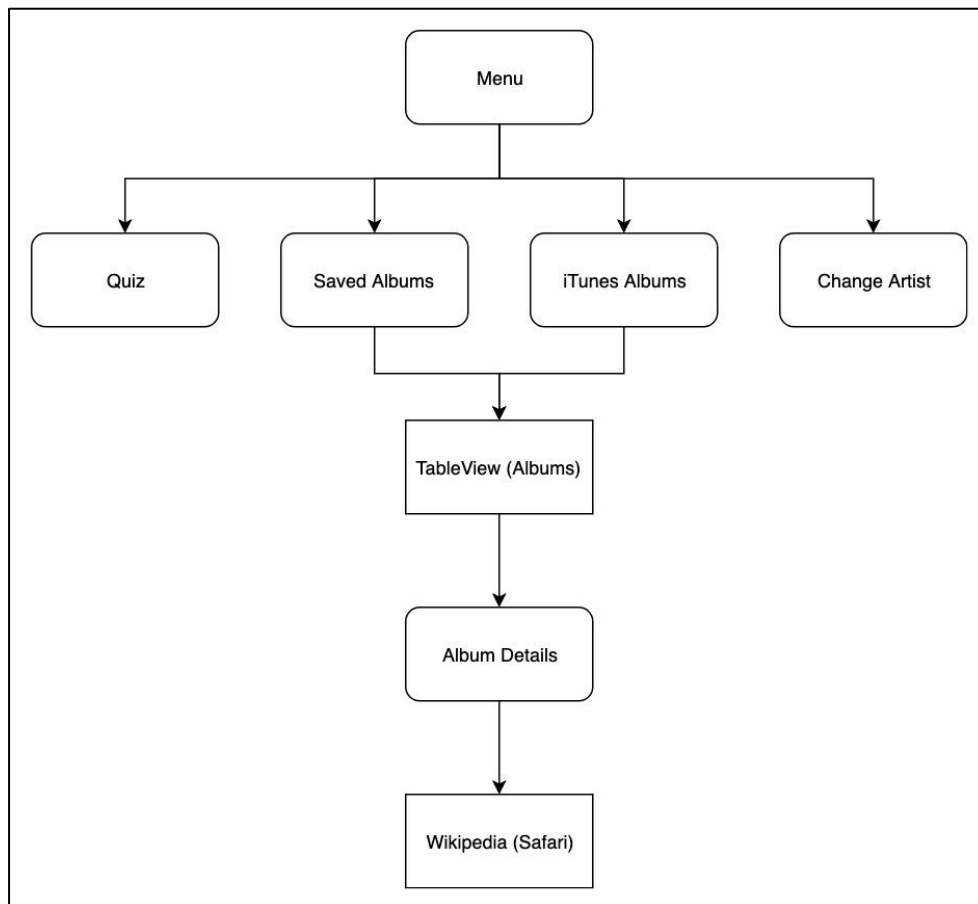 Menu
Quiz
Saved Albums
iTunes Albums
Change Artist
TableView (Albums)
Album Details
Wikipedia (Safari)